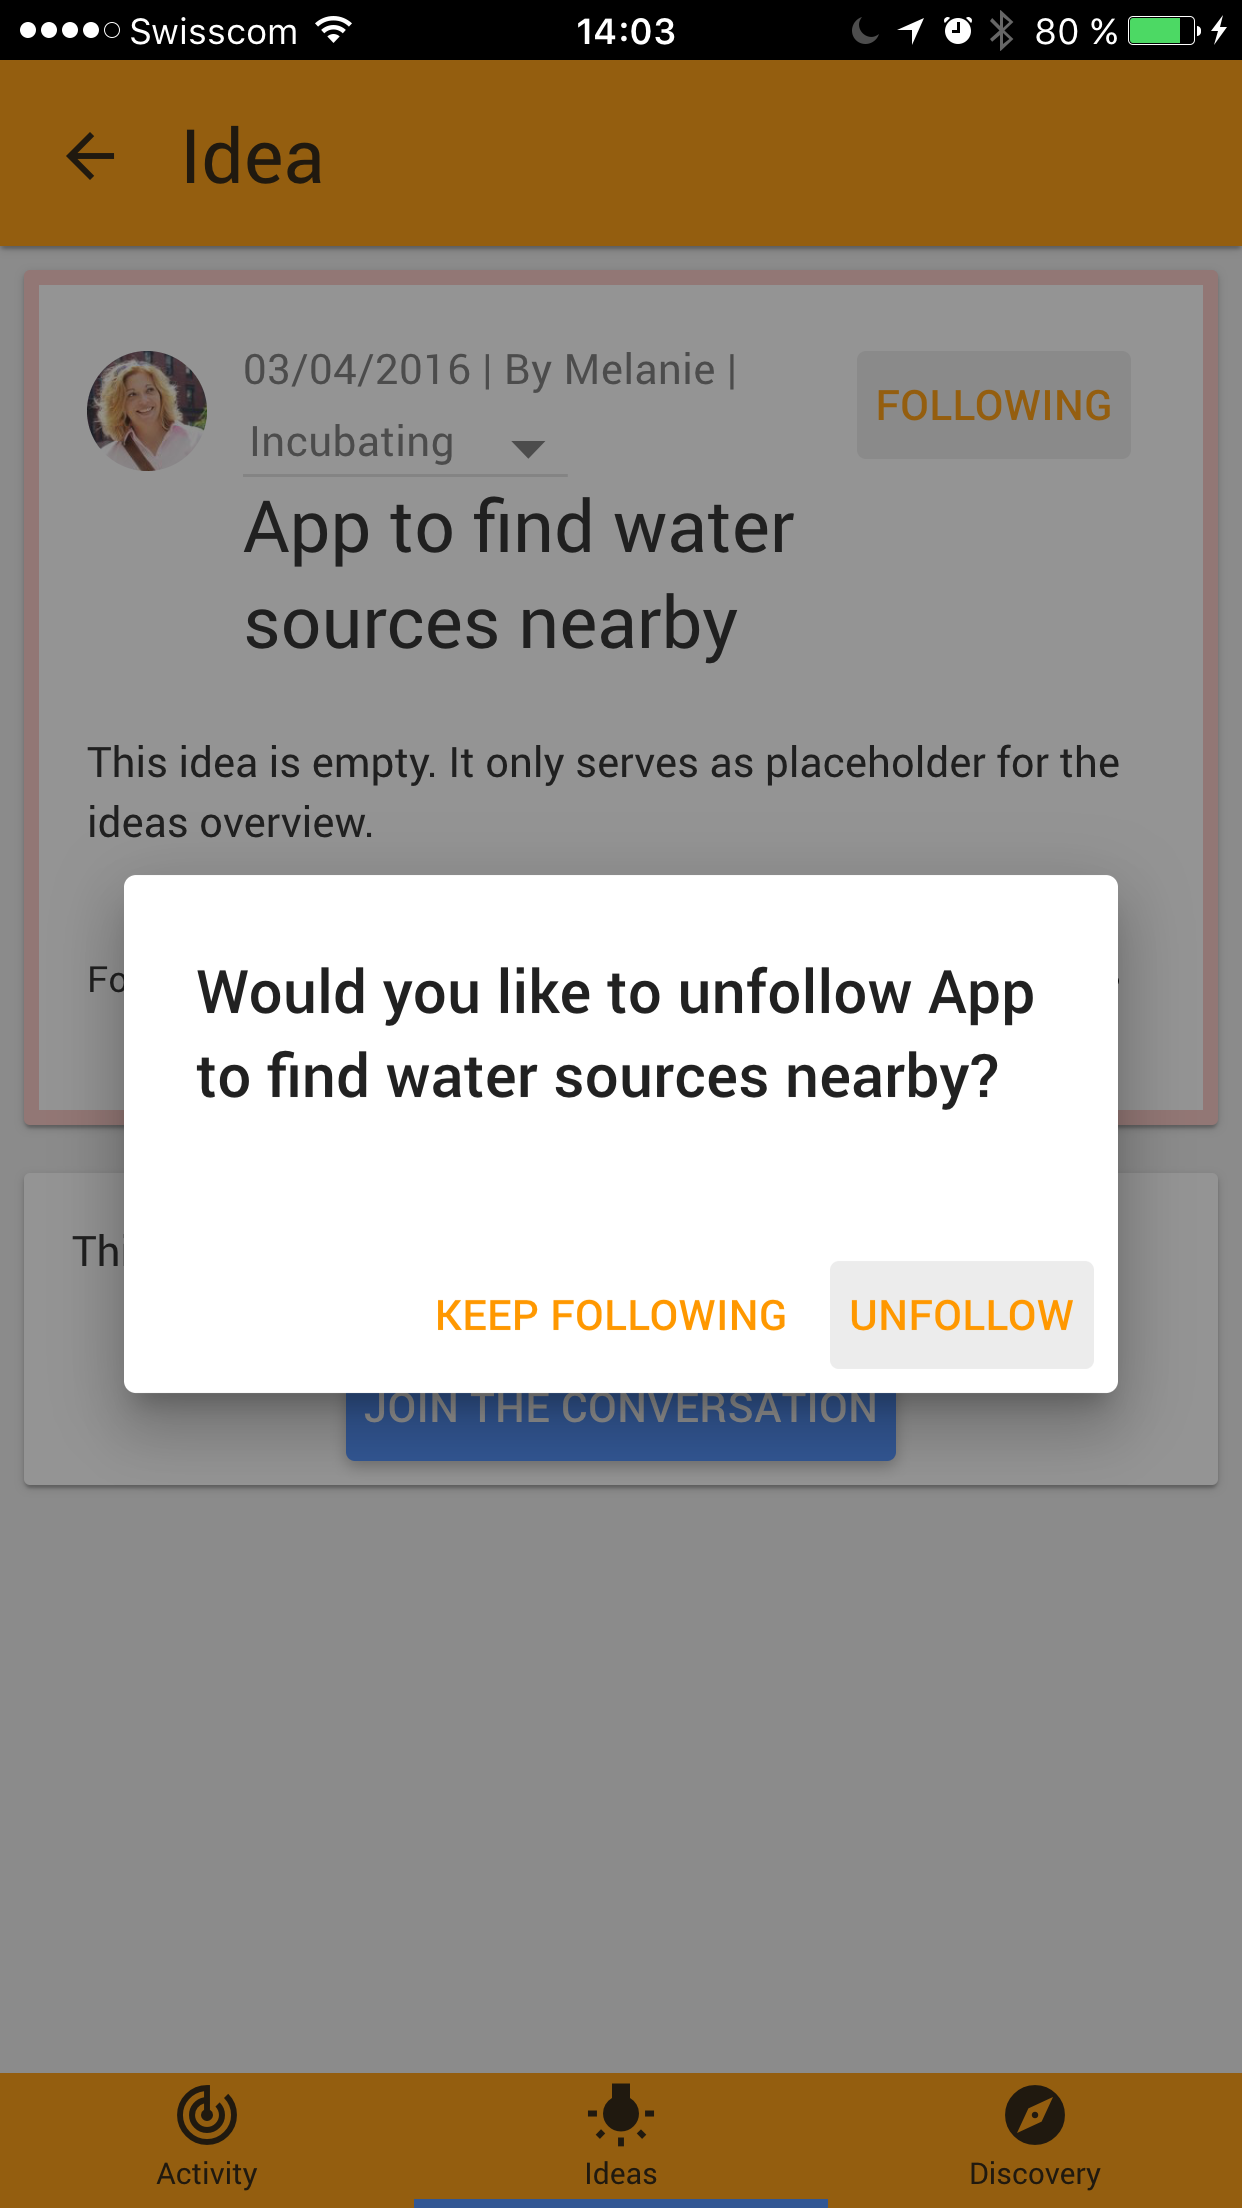 Swisscom 14:03 80 %
Idea
03/04/2016 | By Melanie |
FOLLOWING
Incubating
App to find water
sources nearby
This idea is empty. It only serves as placeholder for the
ideas overview.
Would you like to unfollow App
to find water sources nearby?
KEEP FOLLOWING UNFOLLOW
JOIN THE CONVERSATION
Activity Ideas Discovery